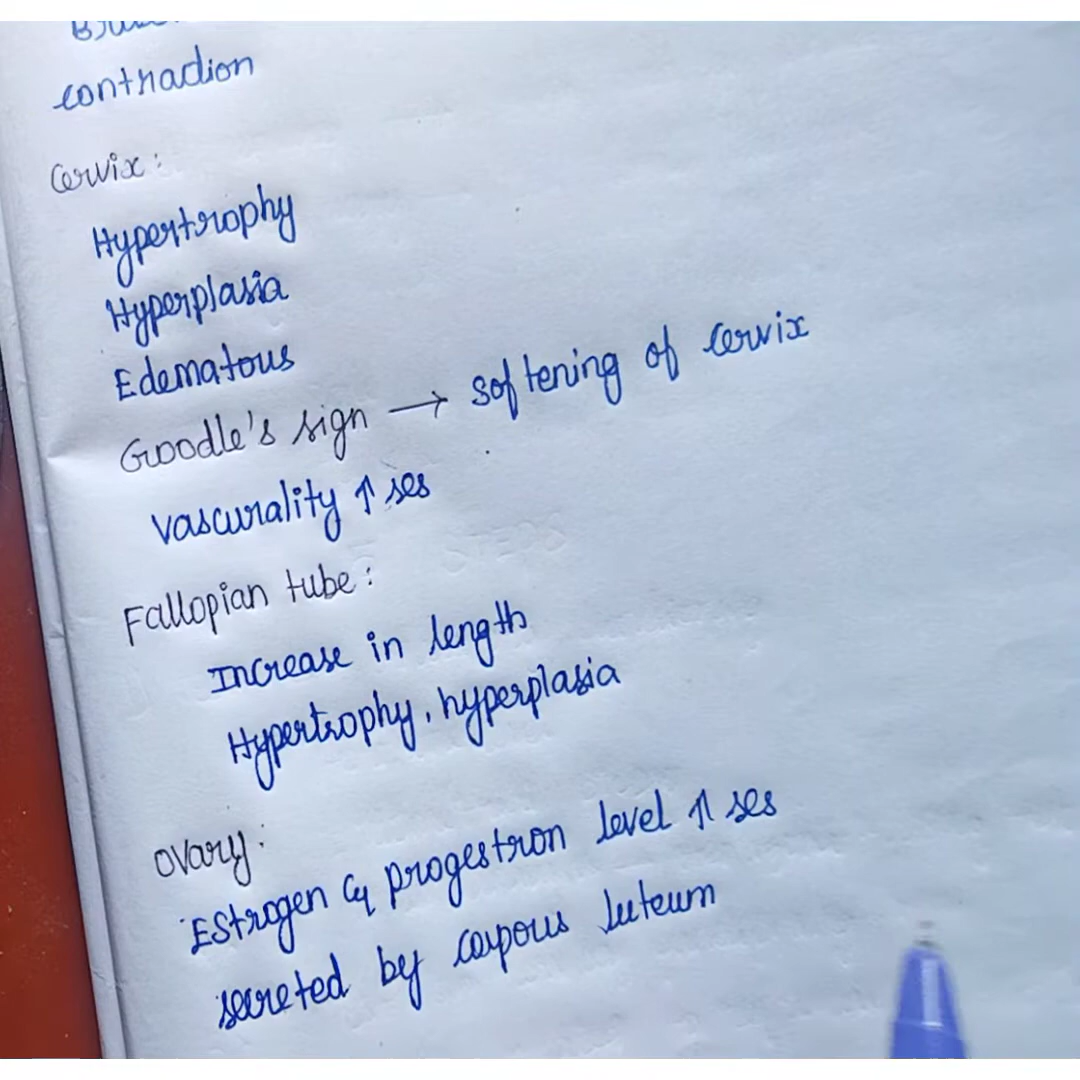 contraction
Cervix:
Hypertrophy
Hyperplasia
Edematous
Goodle's sign → softening of cervix
vascurality ↑ ses
Fallopian tube:
Increase in length
Hypertrophy, hyperplasia
Ovary:
Estrogen & progestron level ↑ ses
secreted by corpous luteum